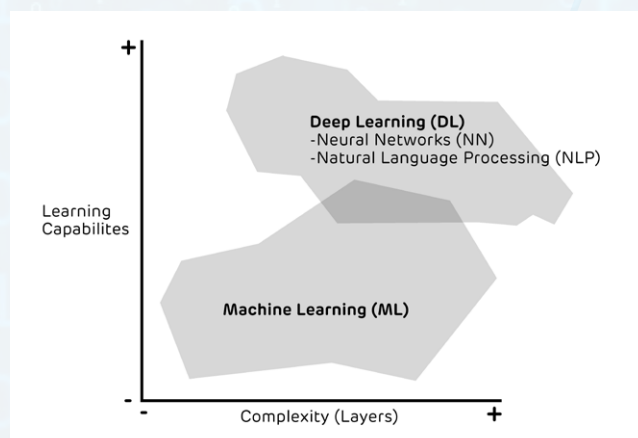 +
Deep Learning (DL)
-Neural Networks (NN)
-Natural Language Processing (NLP)
Learning
Capabilites
Machine Learning (ML)
-
-
Complexity (Layers)
+